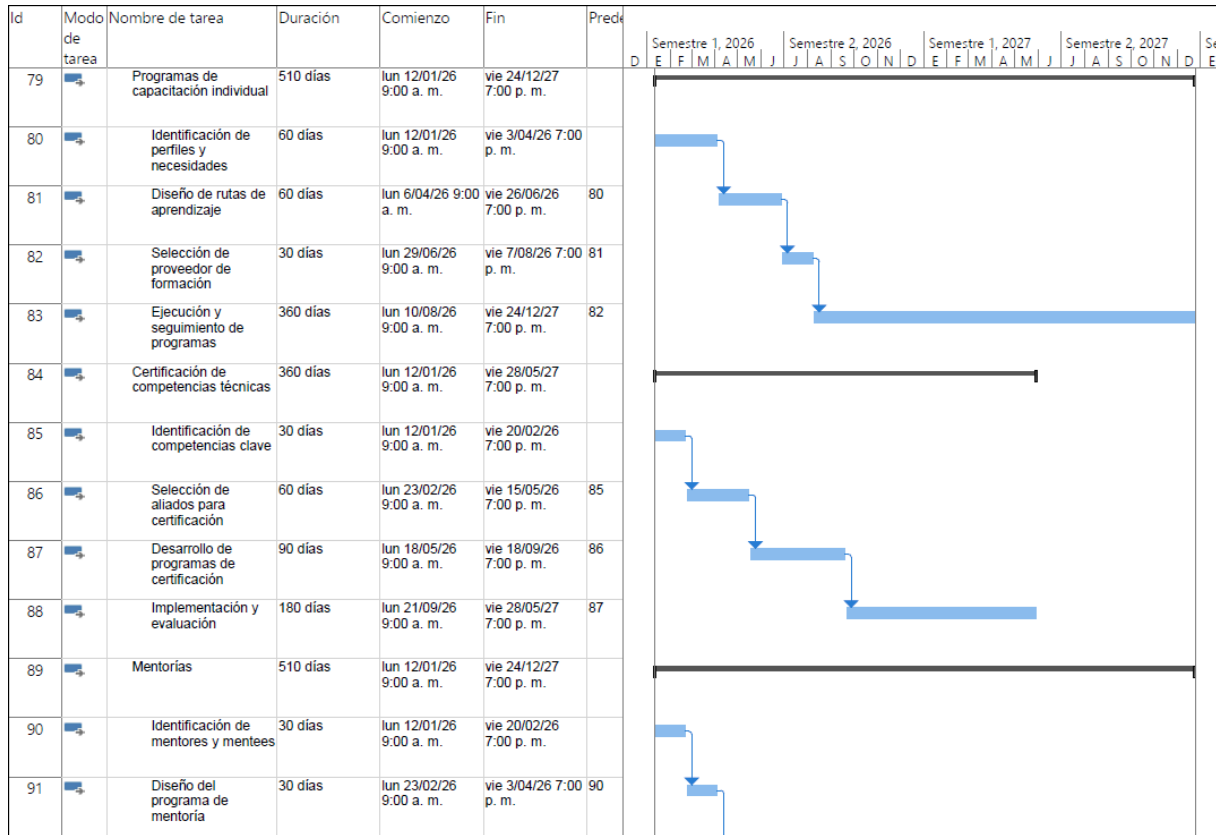 Id Modo Nombre de tarea Duración Comienzo Fin Prede
de
tarea
Semestre 1, 2026 Semestre 2, 2026 Semestre 1, 2027 Semestre 2, 2027 Se
D E F M A M J J A S O N D E F M A M J J A S O N D E
79 Programas de 510 días lun 12/01/26 vie 24/12/27
capacitación individual 9:00 a. m. 7:00 p. m.
80 Identificación de 60 días lun 12/01/26 vie 3/04/26 7:00
perfiles y 9:00 a. m. p. m.
necesidades
81 Diseño de rutas de 60 días lun 6/04/26 9:00 vie 26/06/26 80
aprendizaje a. m. 7:00 p. m.
82 Selección de 30 días lun 29/06/26 vie 7/08/26 7:00 81
proveedor de 9:00 a. m. p. m.
formación
83 Ejecución y 360 días lun 10/08/26 vie 24/12/27 82
seguimiento de 9:00 a. m. 7:00 p. m.
programas
84 Certificación de 360 días lun 12/01/26 vie 28/05/27
competencias técnicas 9:00 a. m. 7:00 p. m.
85 Identificación de 30 días lun 12/01/26 vie 20/02/26
competencias clave 9:00 a. m. 7:00 p. m.
86 Selección de 60 días lun 23/02/26 vie 15/05/26 85
aliados para 9:00 a. m. 7:00 p. m.
certificación
87 Desarrollo de 90 días lun 18/05/26 vie 18/09/26 86
programas de 9:00 a. m. 7:00 p. m.
certificación
88 Implementación y 180 días lun 21/09/26 vie 28/05/27 87
evaluación 9:00 a. m. 7:00 p. m.
89 Mentorías 510 días lun 12/01/26 vie 24/12/27
9:00 a. m. 7:00 p. m.
90 Identificación de 30 días lun 12/01/26 vie 20/02/26
mentores y mentees 9:00 a. m. 7:00 p. m.
91 Diseño del 30 días lun 23/02/26 vie 3/04/26 7:00 90
programa de 9:00 a. m. p. m.
mentoría